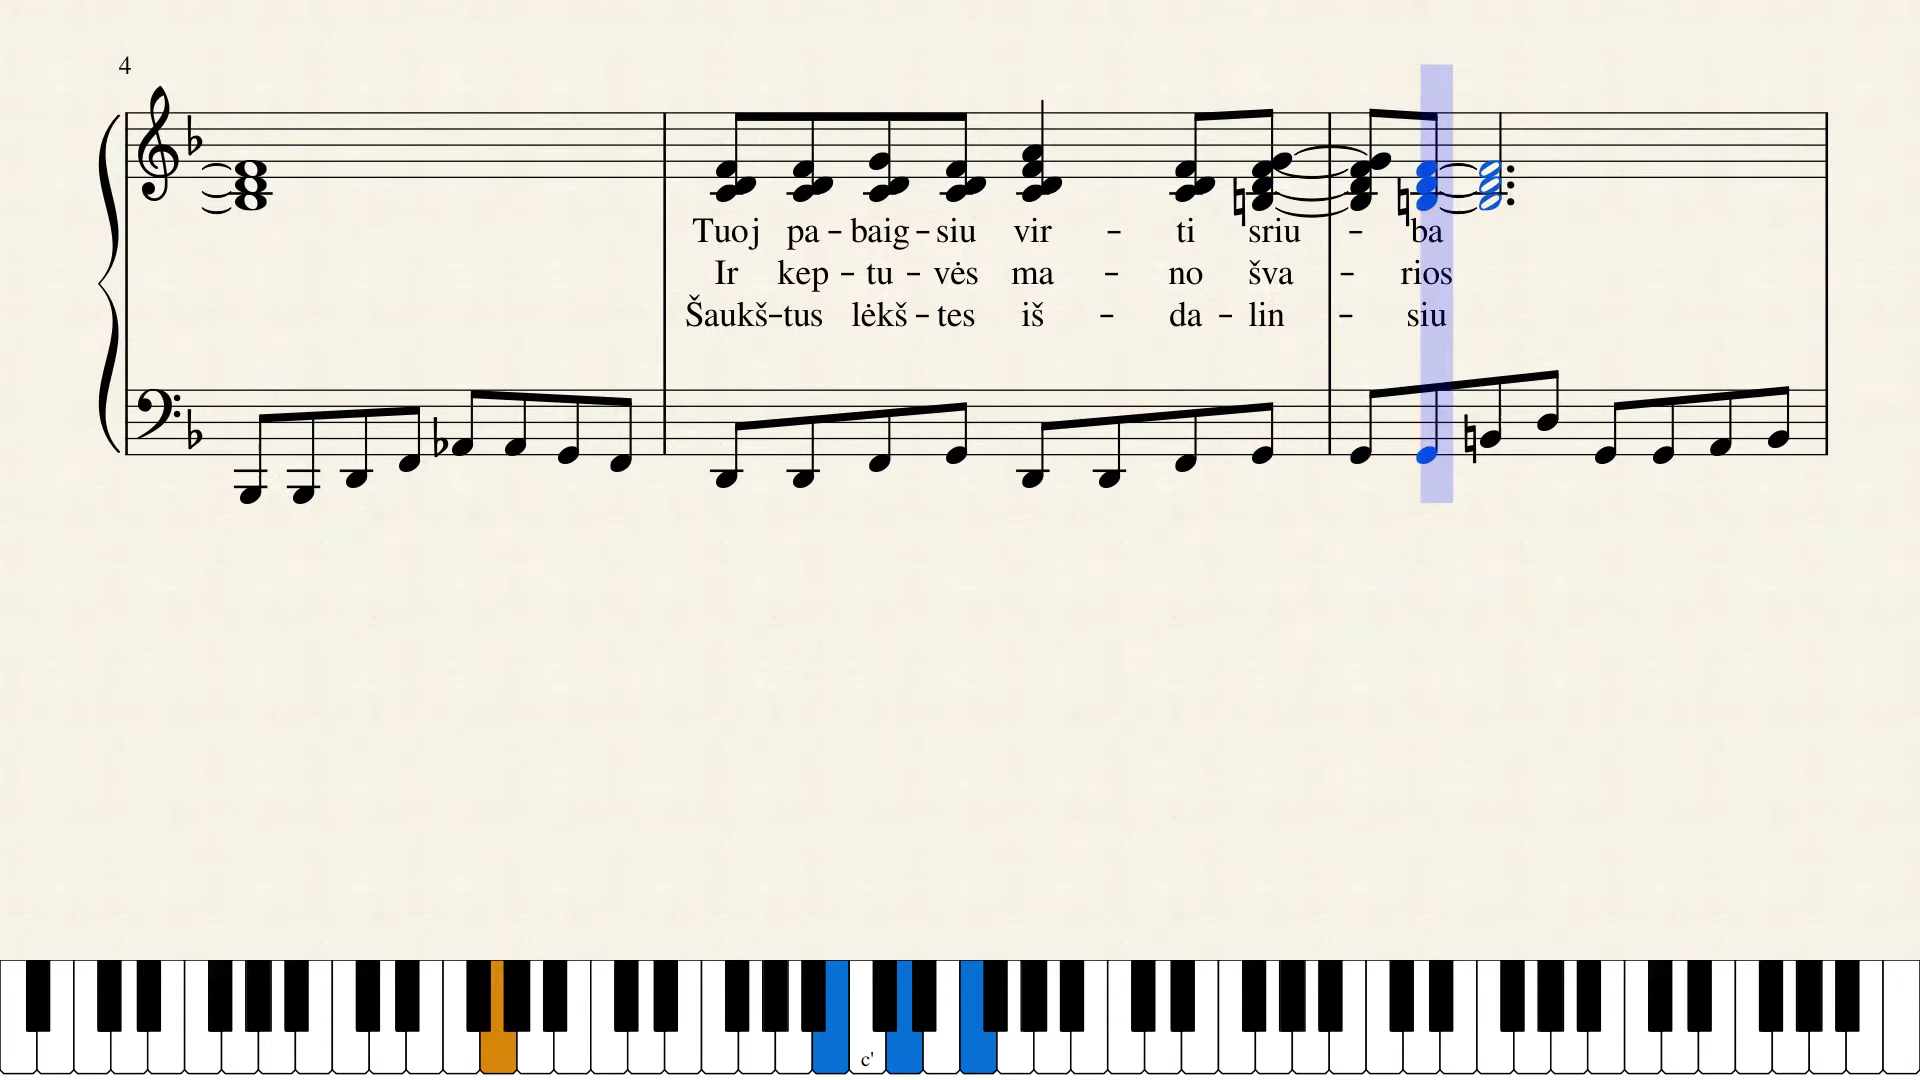 4
Tuoj pa-baig-siu vir - ti sriu - ba
Ir kep-tu-vės ma - no šva - rios
Šaukš-tus lėkš-tes iš - da-lin - siu
c'